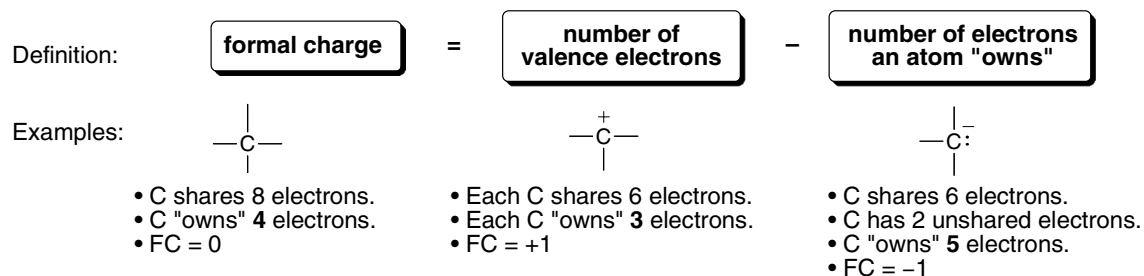 Definition:
formal charge
=
number of
valence electrons
–
number of electrons
an atom "owns"
Examples:
C
+
C
–
C:
• C shares 8 electrons.
• C "owns" 4 electrons.
• FC = 0
• Each C shares 6 electrons.
• Each C "owns" 3 electrons.
• FC = +1
• C shares 6 electrons.
• C has 2 unshared electrons.
• C "owns" 5 electrons.
• FC = −1